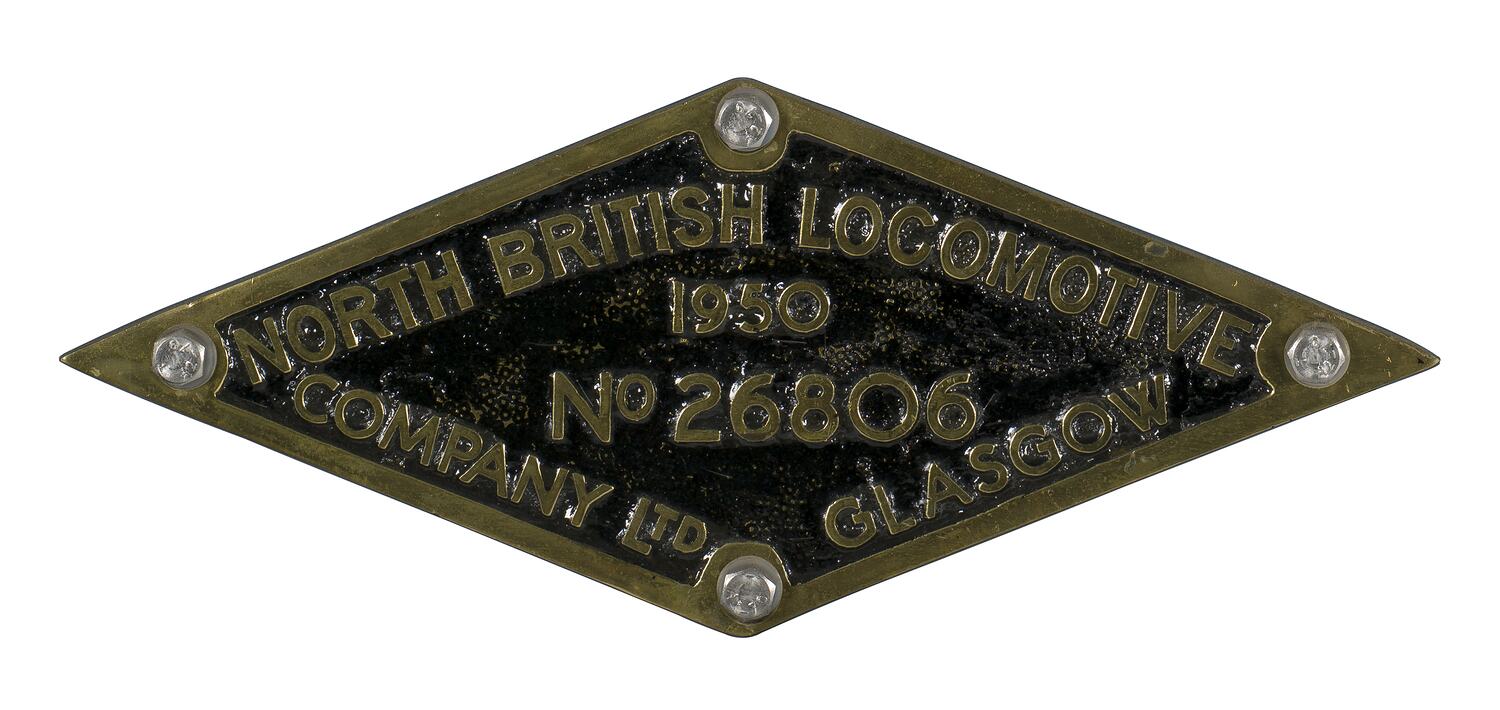 NORTH BRITISH LOCOMOTIVE
1950
No 26806
COMPANY LTD
GLASGOW